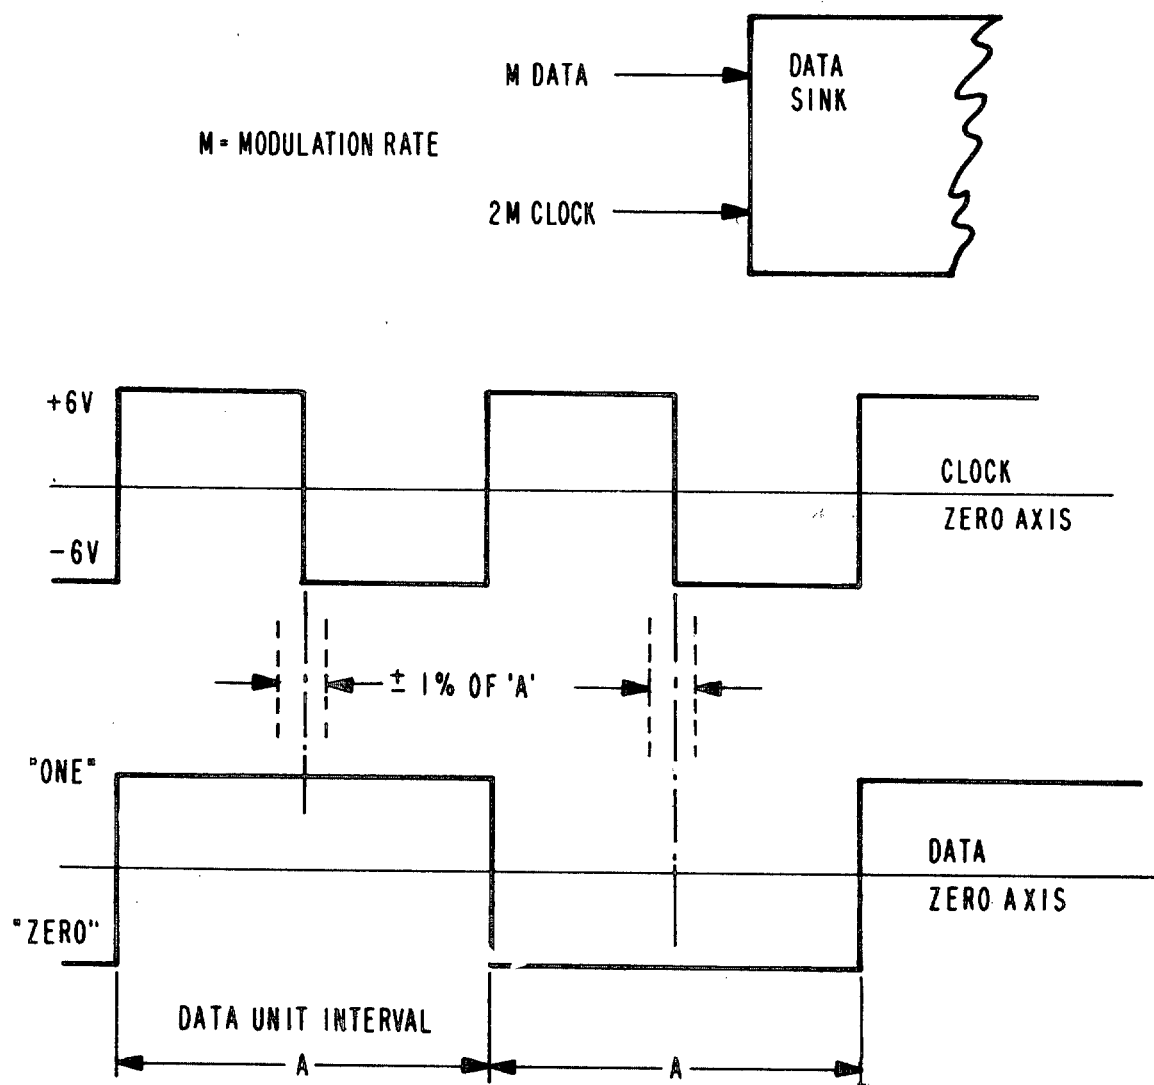 M DATA
DATA
SINK
M = MODULATION RATE
2M CLOCK
+6V
CLOCK
ZERO AXIS
-6V
± 1% OF 'A'
"ONE"
DATA
ZERO AXIS
"ZERO"
DATA UNIT INTERVAL
A
A